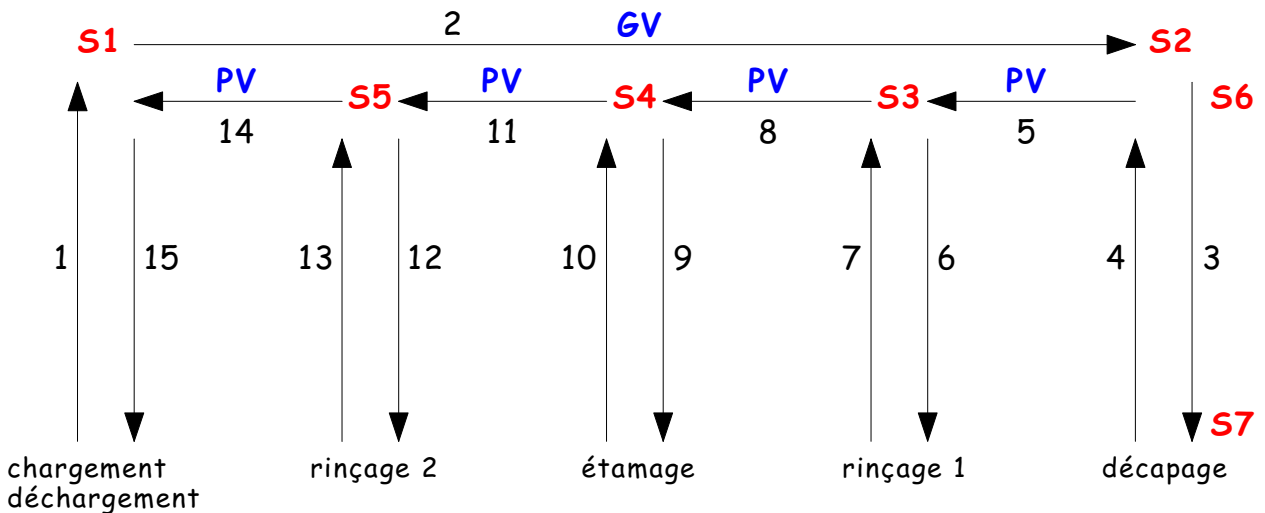 2 GV
S1 S2
PV PV PV PV
S5 S4 S3 S6
14 11 8 5
1 15 13 12 10 9 7 6 4 3
S7
chargement rinçage 2 étamage rinçage 1 décapage
déchargement